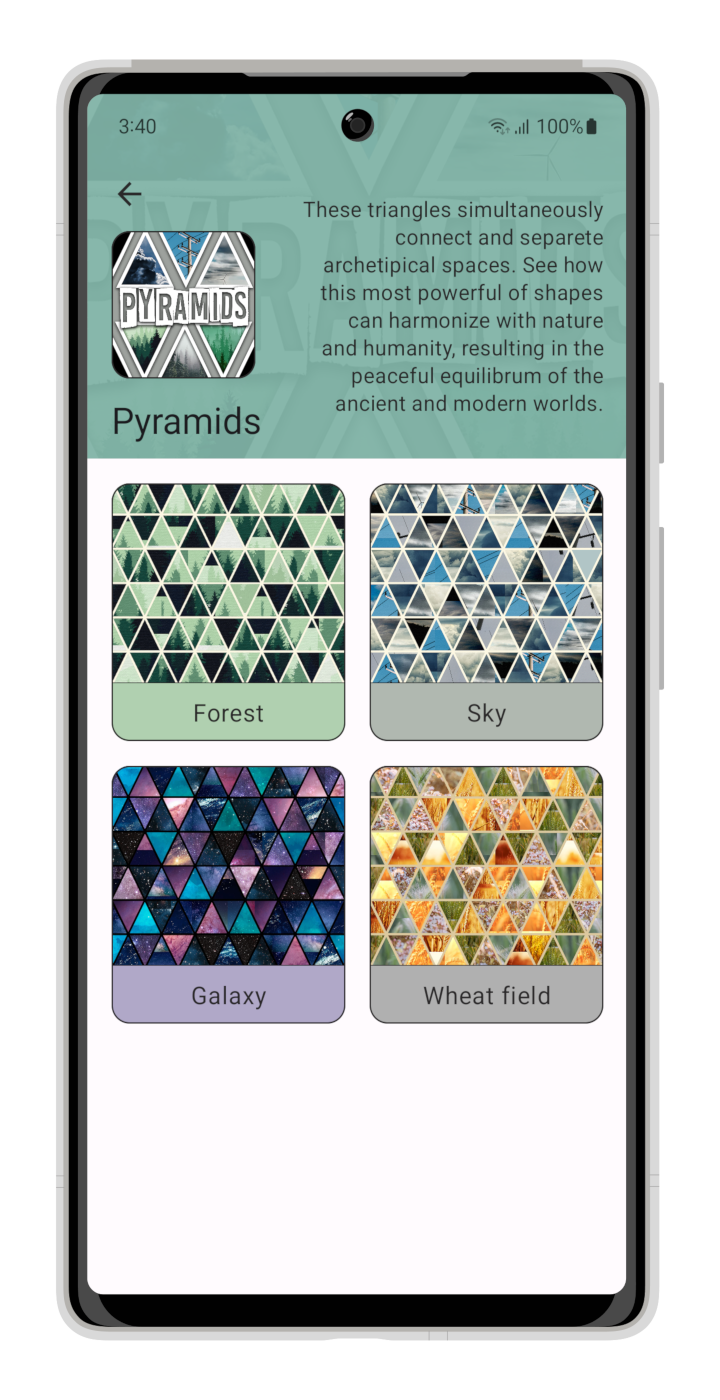 3:40
100%
These triangles simultaneously
connect and separete
archetipical spaces. See how
this most powerful of shapes
can harmonize with nature
and humanity, resulting in the
peaceful equilibrum of the
ancient and modern worlds.
PYRAMIDS
Pyramids
Forest
Sky
Galaxy
Wheat field